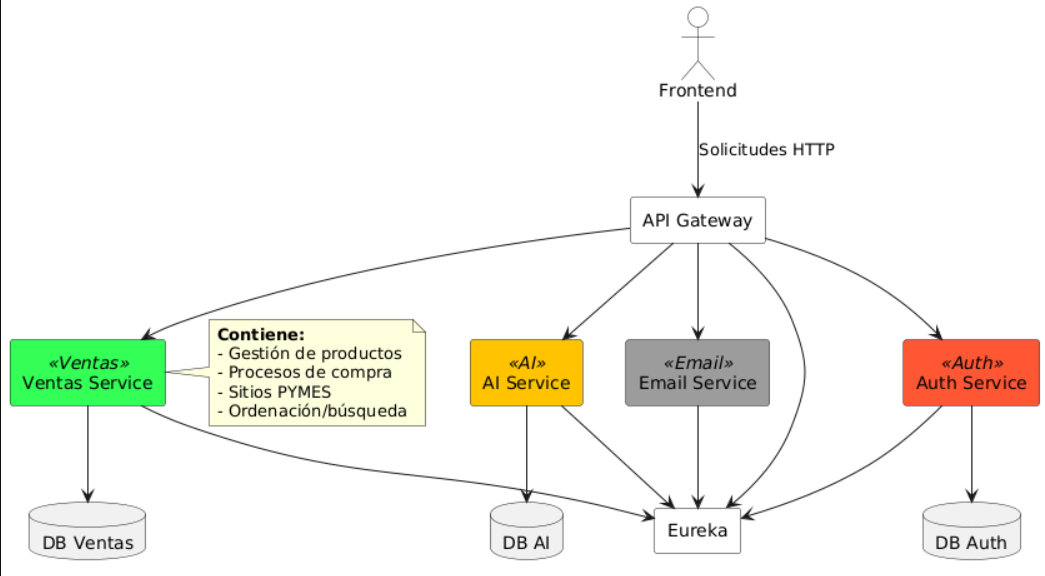 Frontend
Solicitudes HTTP
API Gateway
«Ventas»
Ventas Service
Contiene:
- Gestión de productos
- Procesos de compra
- Sitios PYMES
- Ordenación/búsqueda
«AI»
AI Service
«Email»
Email Service
«Auth»
Auth Service
DB Ventas
DB AI
Eureka
DB Auth